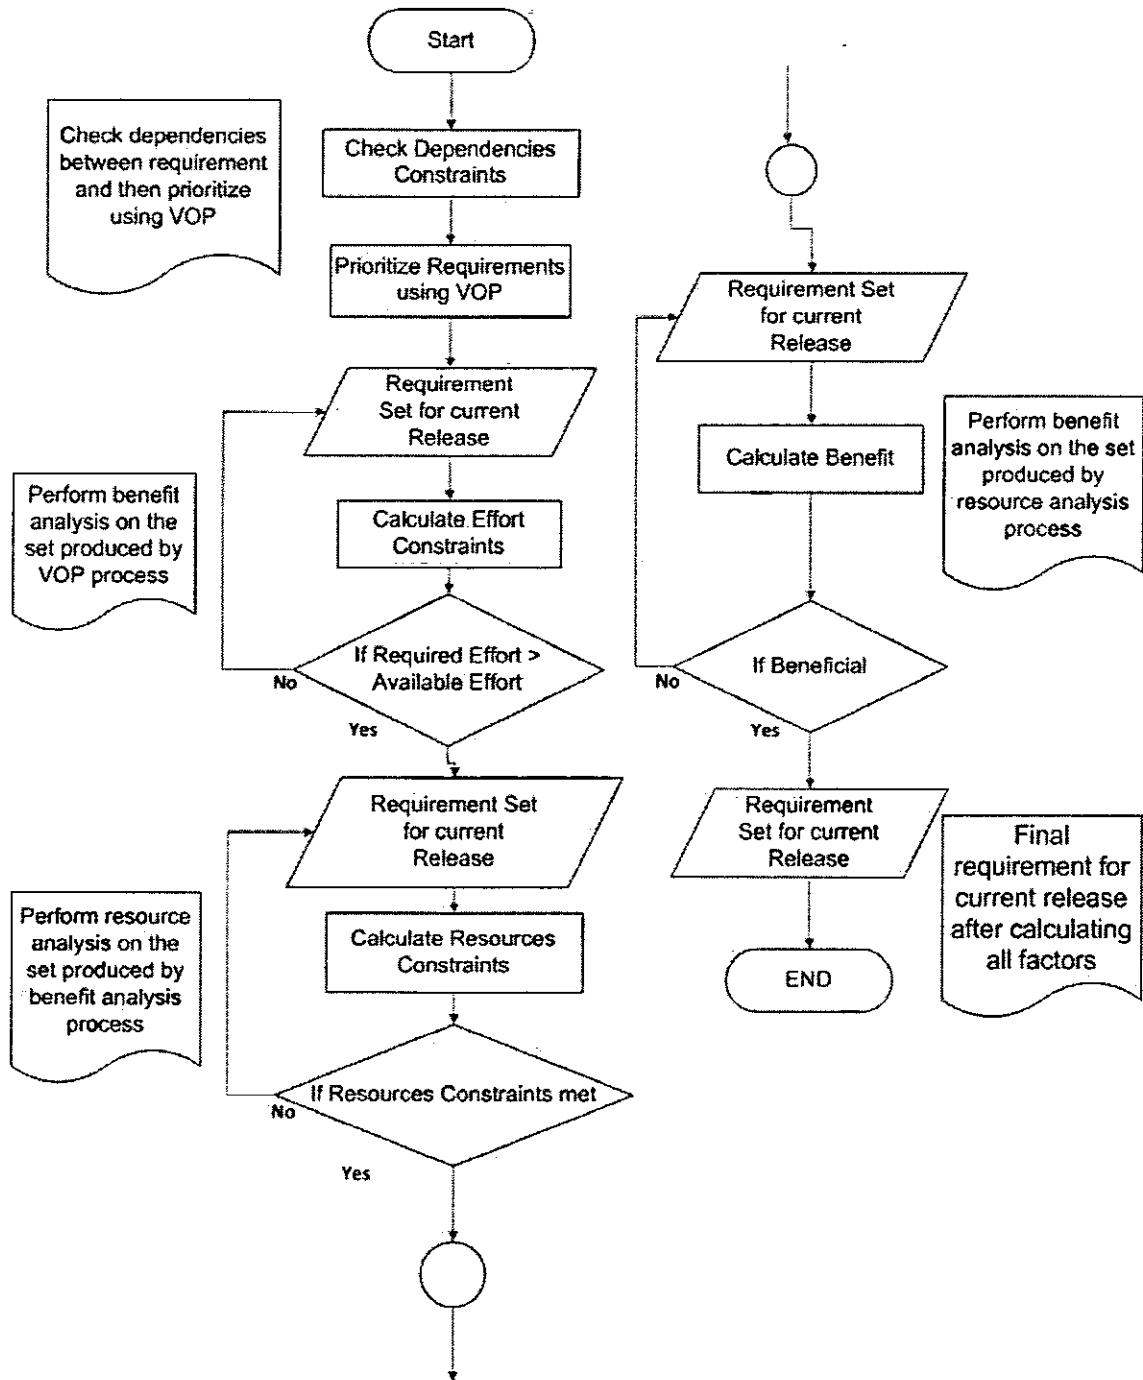 Start
Check dependencies
between requirement
and then prioritize
using VOP
Check Dependencies
Constraints
Prioritize Requirements
using VOP
Requirement
Set for current
Release
Perform benefit
analysis on the
set produced by
VOP process
Calculate Effort
Constraints
If Required Effort >
Available Effort
No
Yes
Requirement Set
for current
Release
Perform resource
analysis on the
set produced by
benefit analysis
process
Calculate Resources
Constraints
If Resources Constraints met
No
Yes
Requirement Set
for current
Release
Calculate Benefit
Perform benefit
analysis on the set
produced by
resource analysis
process
If Beneficial
No
Yes
Requirement
Set for current
Release
Final
requirement for
current release
after calculating
all factors
END